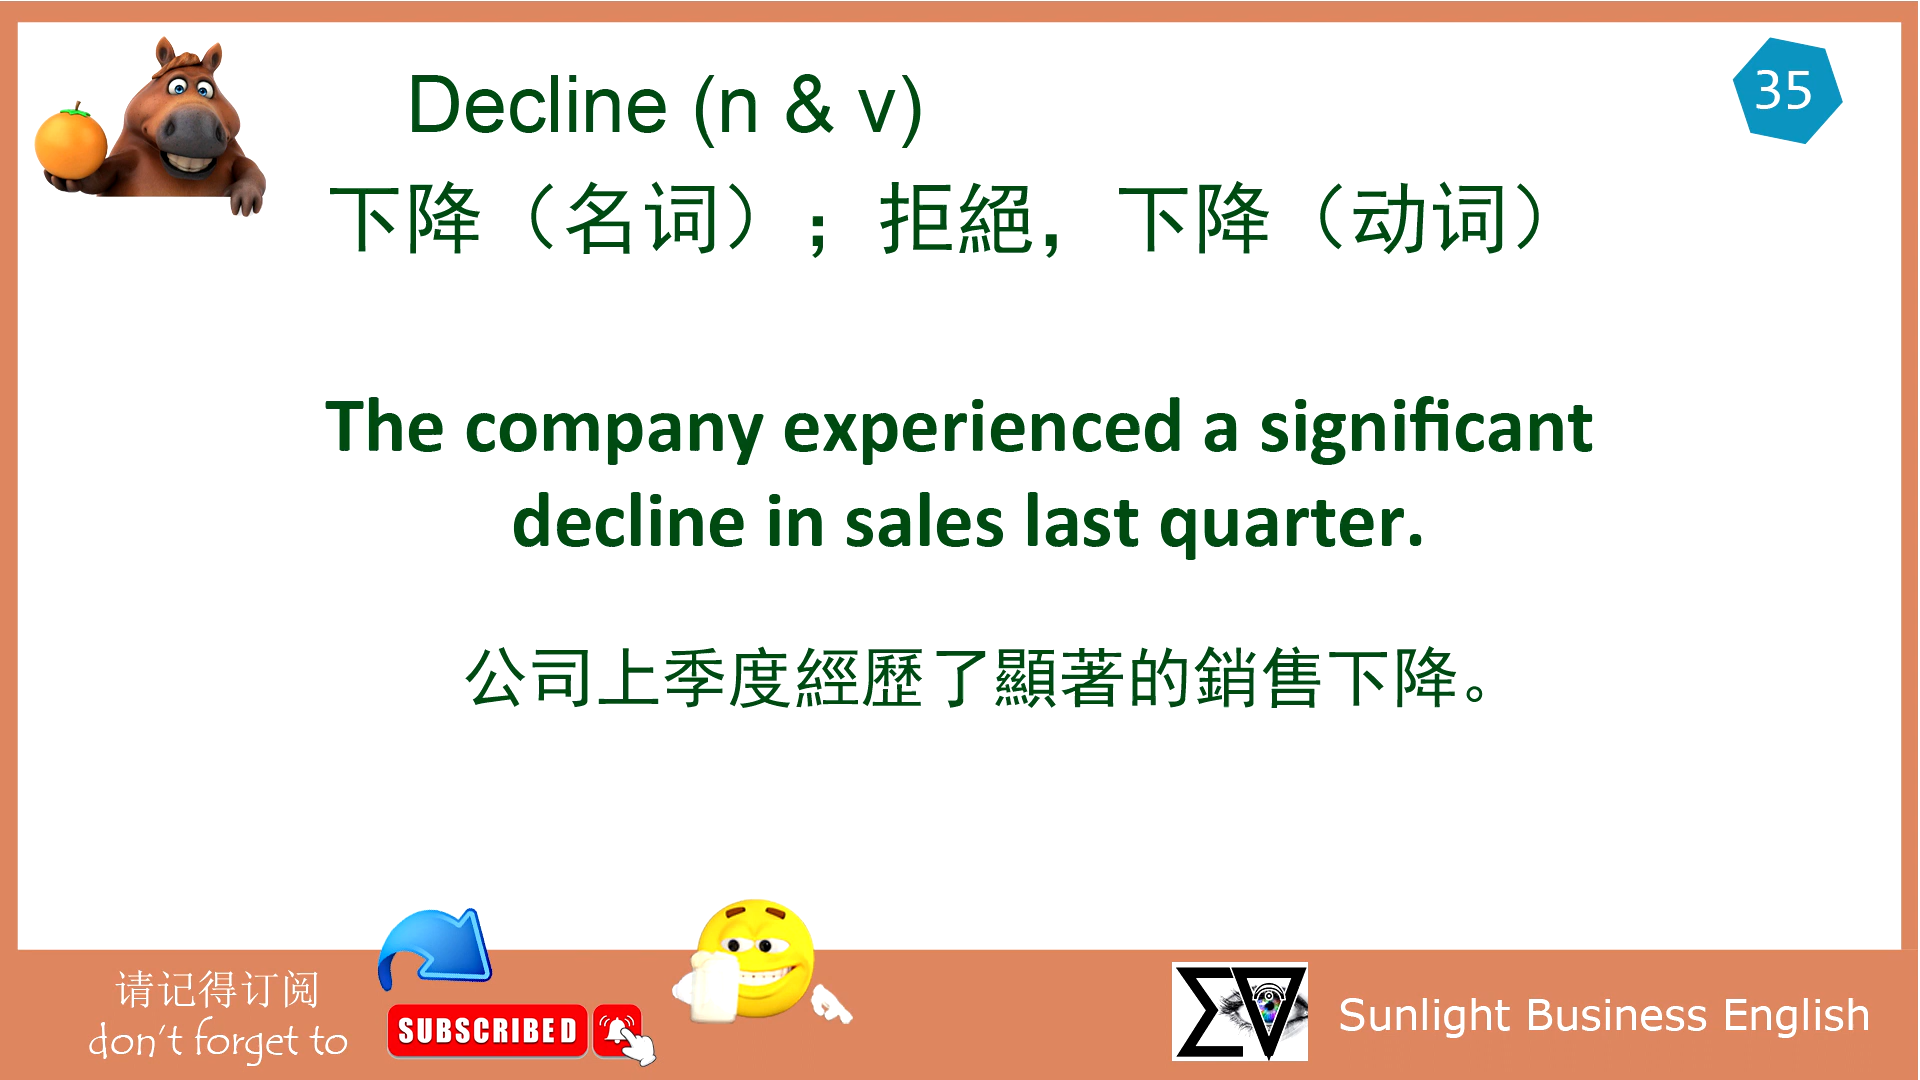 Decline (n & v)
35
下降（名词）；拒絕，下降（动词）
The company experienced a significant
decline in sales last quarter.
公司上季度經歷了顯著的銷售下降。
请记得订阅
don't forget to
SUBSCRIBED
Sunlight Business English